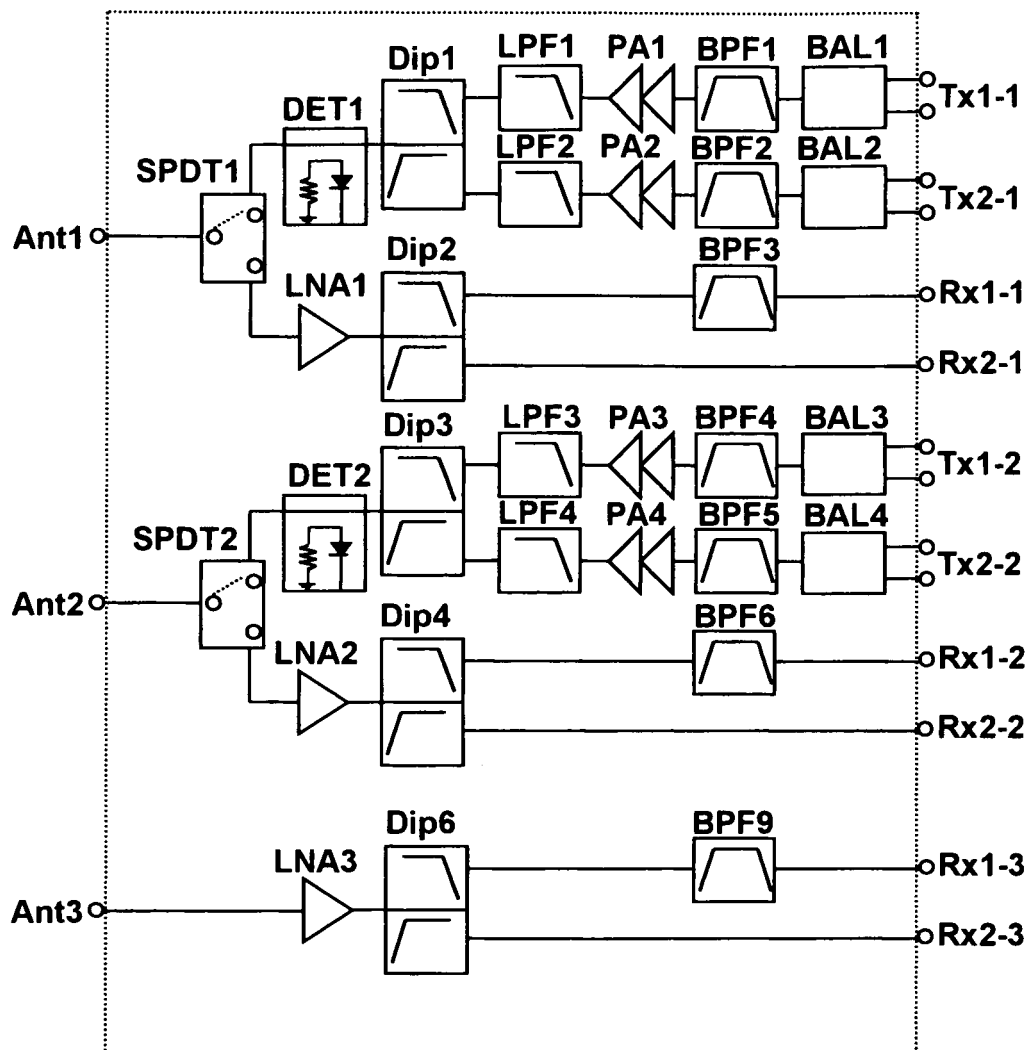 Dip1 LPF1 PA1 BPF1 BAL1
Tx1-1
DET1
LPF2 PA2 BPF2 BAL2
SPDT1
Tx2-1
Ant1
Dip2 BPF3
LNA1
Rx1-1
Rx2-1
Dip3 LPF3 PA3 BPF4 BAL3
Tx1-2
DET2
LPF4 PA4 BPF5 BAL4
SPDT2
Tx2-2
Ant2
Dip4 BPF6
LNA2
Rx1-2
Rx2-2
Dip6 BPF9
LNA3
Rx1-3
Ant3
Rx2-3